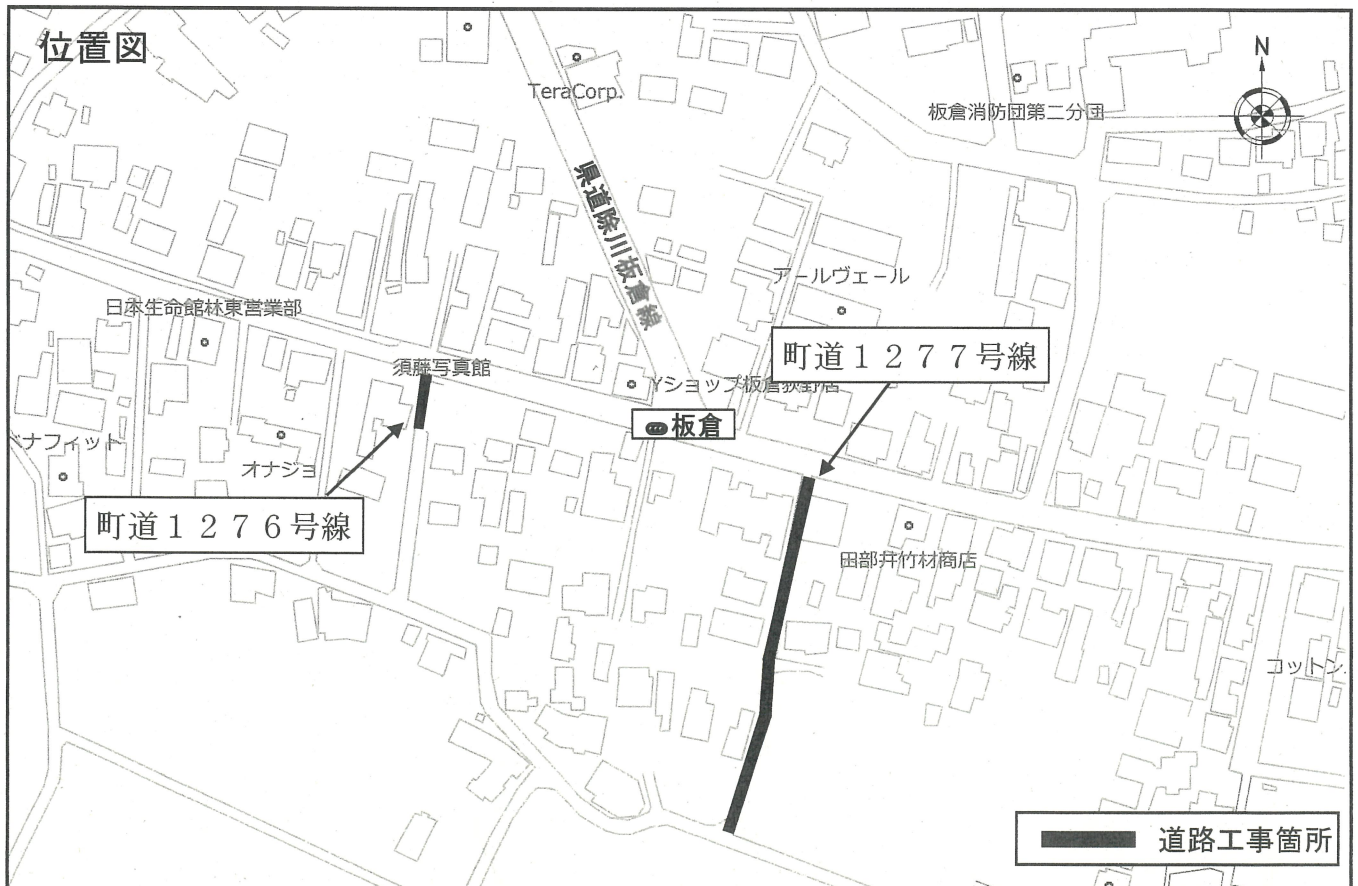 位置図
N
TeraCorp.
板倉消防団第二分団
県道除川板倉線
アールヴェール
日本生命館林東営業部
町道1277号線
須藤写真館
Yショップ板倉荻野店
板倉
ナフィット
オナジョ
町道1276号線
田部井竹材商店
コットン
道路工事箇所